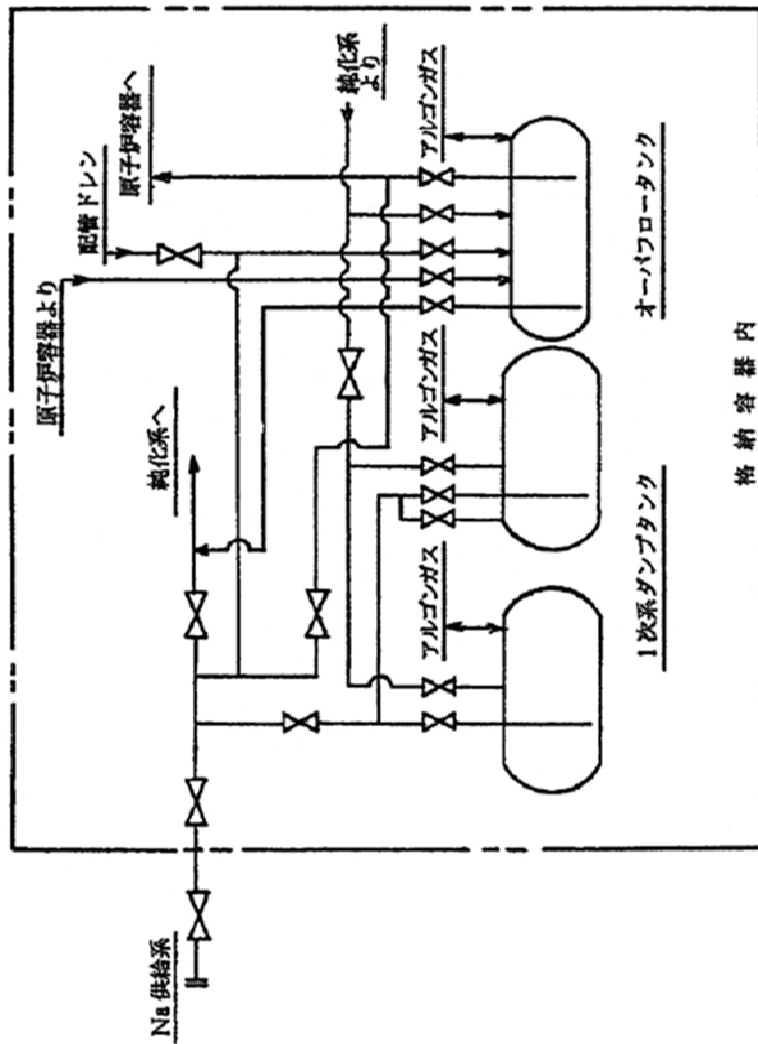 原子炉容器より
配管ドレン
原子炉容器へ
純化系
より
純化系へ
Na 供給系
アルゴンガス
アルゴンガス
アルゴンガス
1次系ダンプタンク
オーバフロータンク
格納容器内